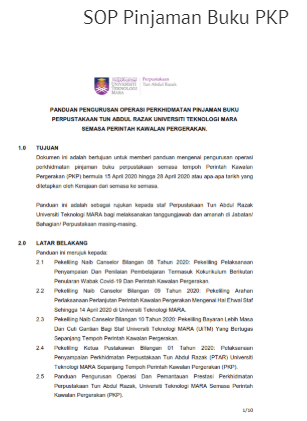 SOP Pinjaman Buku PKP
UNIVERSITI
TEKNOLOGI
MARA
Perpustakaan
Tun Abdul Razak
PANDUAN PENGURUSAN OPERASI PERKHIDMATAN PINJAMAN BUKU
PERPUSTAKAAN TUN ABDUL RAZAK UNIVERSITI TEKNOLOGI MARA
SEMASA PERINTAH KAWALAN PERGERAKAN.
1.0 TUJUAN
Dokumen ini adalah bertujuan untuk memberi panduan mengenai pengurusan operasi
perkhidmatan pinjaman buku perpustakaan semasa tempoh Perintah Kawalan
Pergerakan (PKP) bermula 15 April 2020 hingga 28 April 2020 atau apa-apa tarikh yang
ditetapkan oleh Kerajaan dari semasa ke semasa.
Panduan ini adalah sebagai rujukan kepada staf Perpustakaan Tun Abdul Razak
Universiti Teknologi MARA bagi melaksanakan tanggungjawab dan amanah di Jabatan/
Bahagian/ Perpustakaan masing-masing.
2.0 LATAR BELAKANG
Panduan ini merujuk kepada:
2.1 Pekeliling Naib Canselor Bilangan 08 Tahun 2020: Pekeliling Pelaksanaan
Penyampaian Dan Penilaian Pembelajaran Termasuk Kokurikulum Berikutan
Penularan Wabak Covid-19 Dan Perintah Kawalan Pergerakan.
2.2 Pekeliling Naib Canselor Bilangan 09 Tahun 2020: Pekeliling Arahan
Perlaksanaan Perlanjutan Perintah Kawalan Pergerakan Mengenai Hal Ehwal Staf
Sehingga 14 April 2020 di Universiti Teknologi MARA.
2.3 Pekeliling Naib Canselor Bilangan 10 Tahun 2020: Pekeliling Bayaran Lebih Masa
Dan Cuti Gantian Bagi Staf Universiti Teknologi MARA (UiTM) Yang Bertugas
Sepanjang Tempoh Perintah Kawalan Pergerakan.
2.4 Pekeliling Ketua Pustakawan Bilangan 01 Tahun 2020: Pelaksanaan
Penyampaian Perkhidmatan Perpustakaan Tun Abdul Razak (PTAR) Universiti
Teknologi MARA Sepanjang Tempoh Perintah Kawalan Pergerakan (PKP).
2.5 Panduan Pengurusan Operasi Dan Pemantauan Prestasi Perkhidmatan
Perpustakaan Tun Abdul Razak, Universiti Teknologi MARA Semasa Perintah
Kawalan Pergerakan (PKP).
1/10